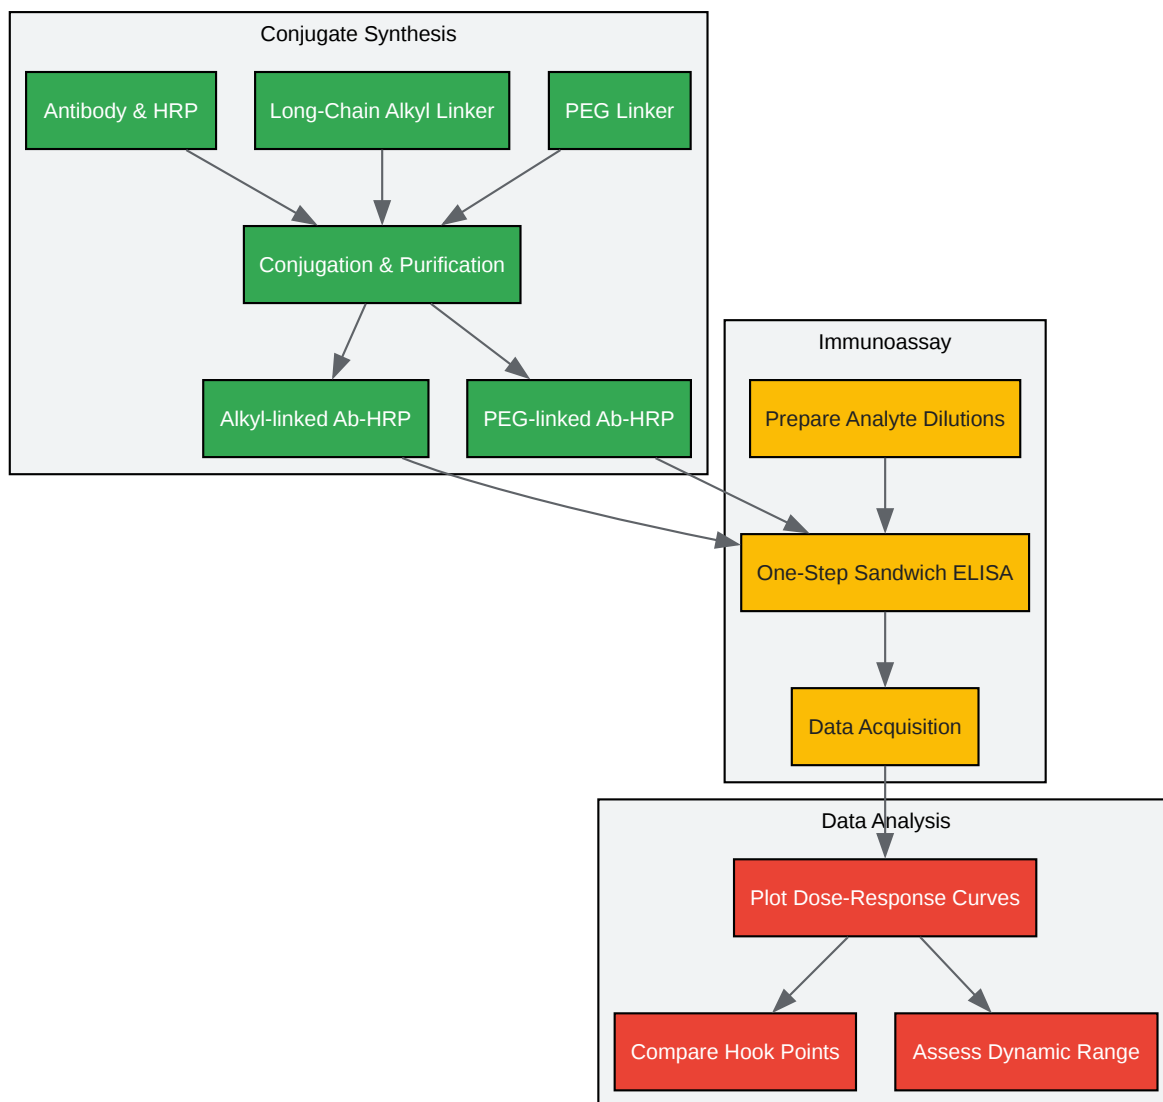 Conjugate Synthesis
Antibody & HRP
Long-Chain Alkyl Linker
PEG Linker
Conjugation & Purification
Alkyl-linked Ab-HRP
PEG-linked Ab-HRP
Immunoassay
Prepare Analyte Dilutions
One-Step Sandwich ELISA
Data Acquisition
Data Analysis
Plot Dose-Response Curves
Compare Hook Points
Assess Dynamic Range